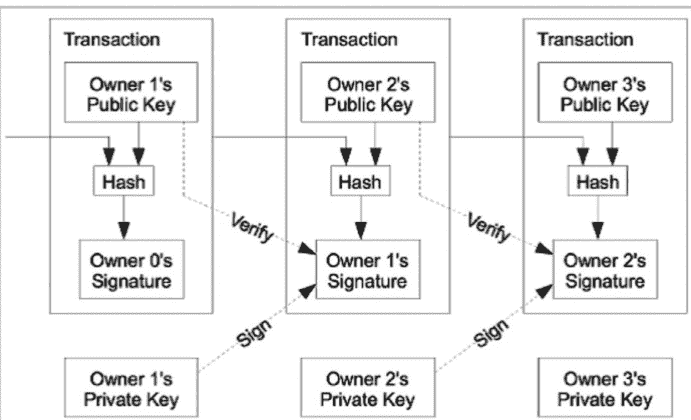 Transaction
Owner 1's
Public Key
Hash
Owner 0's
Signature
Transaction
Owner 2's
Public Key
Hash
Verify
Owner 1's
Signature
Transaction
Owner 3's
Public Key
Hash
Verify
Owner 2's
Signature
Sign
Sign
Owner 1's
Private Key
Owner 2's
Private Key
Owner 3's
Private Key